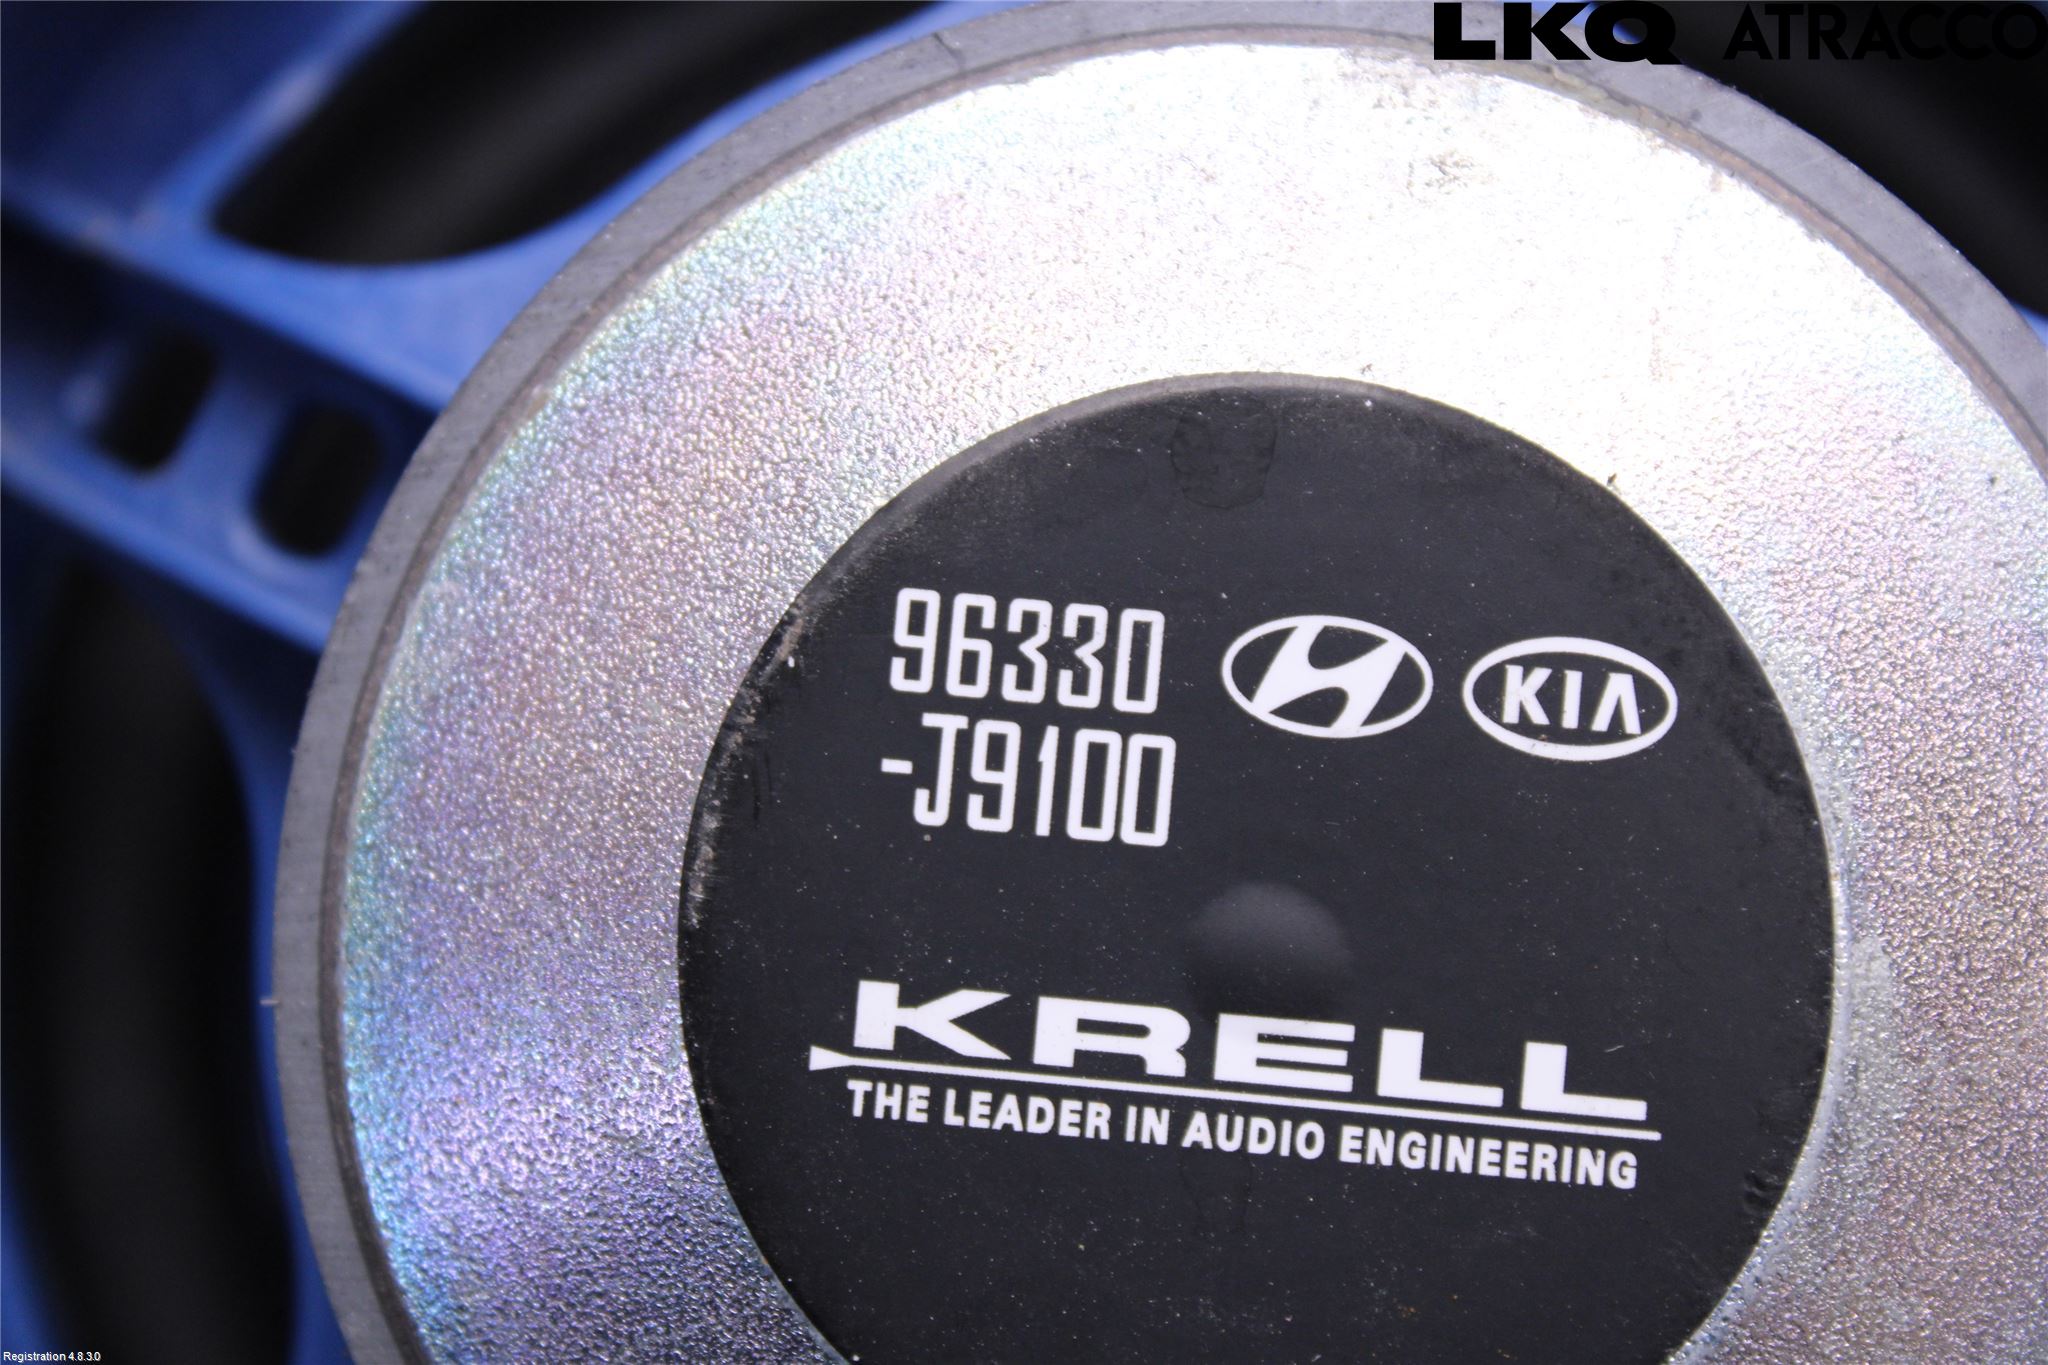 LKQ ATRACCO
96330
-J9100
KIA
KRELL
THE LEADER IN AUDIO ENGINEERING
Registration 4.8.3.0